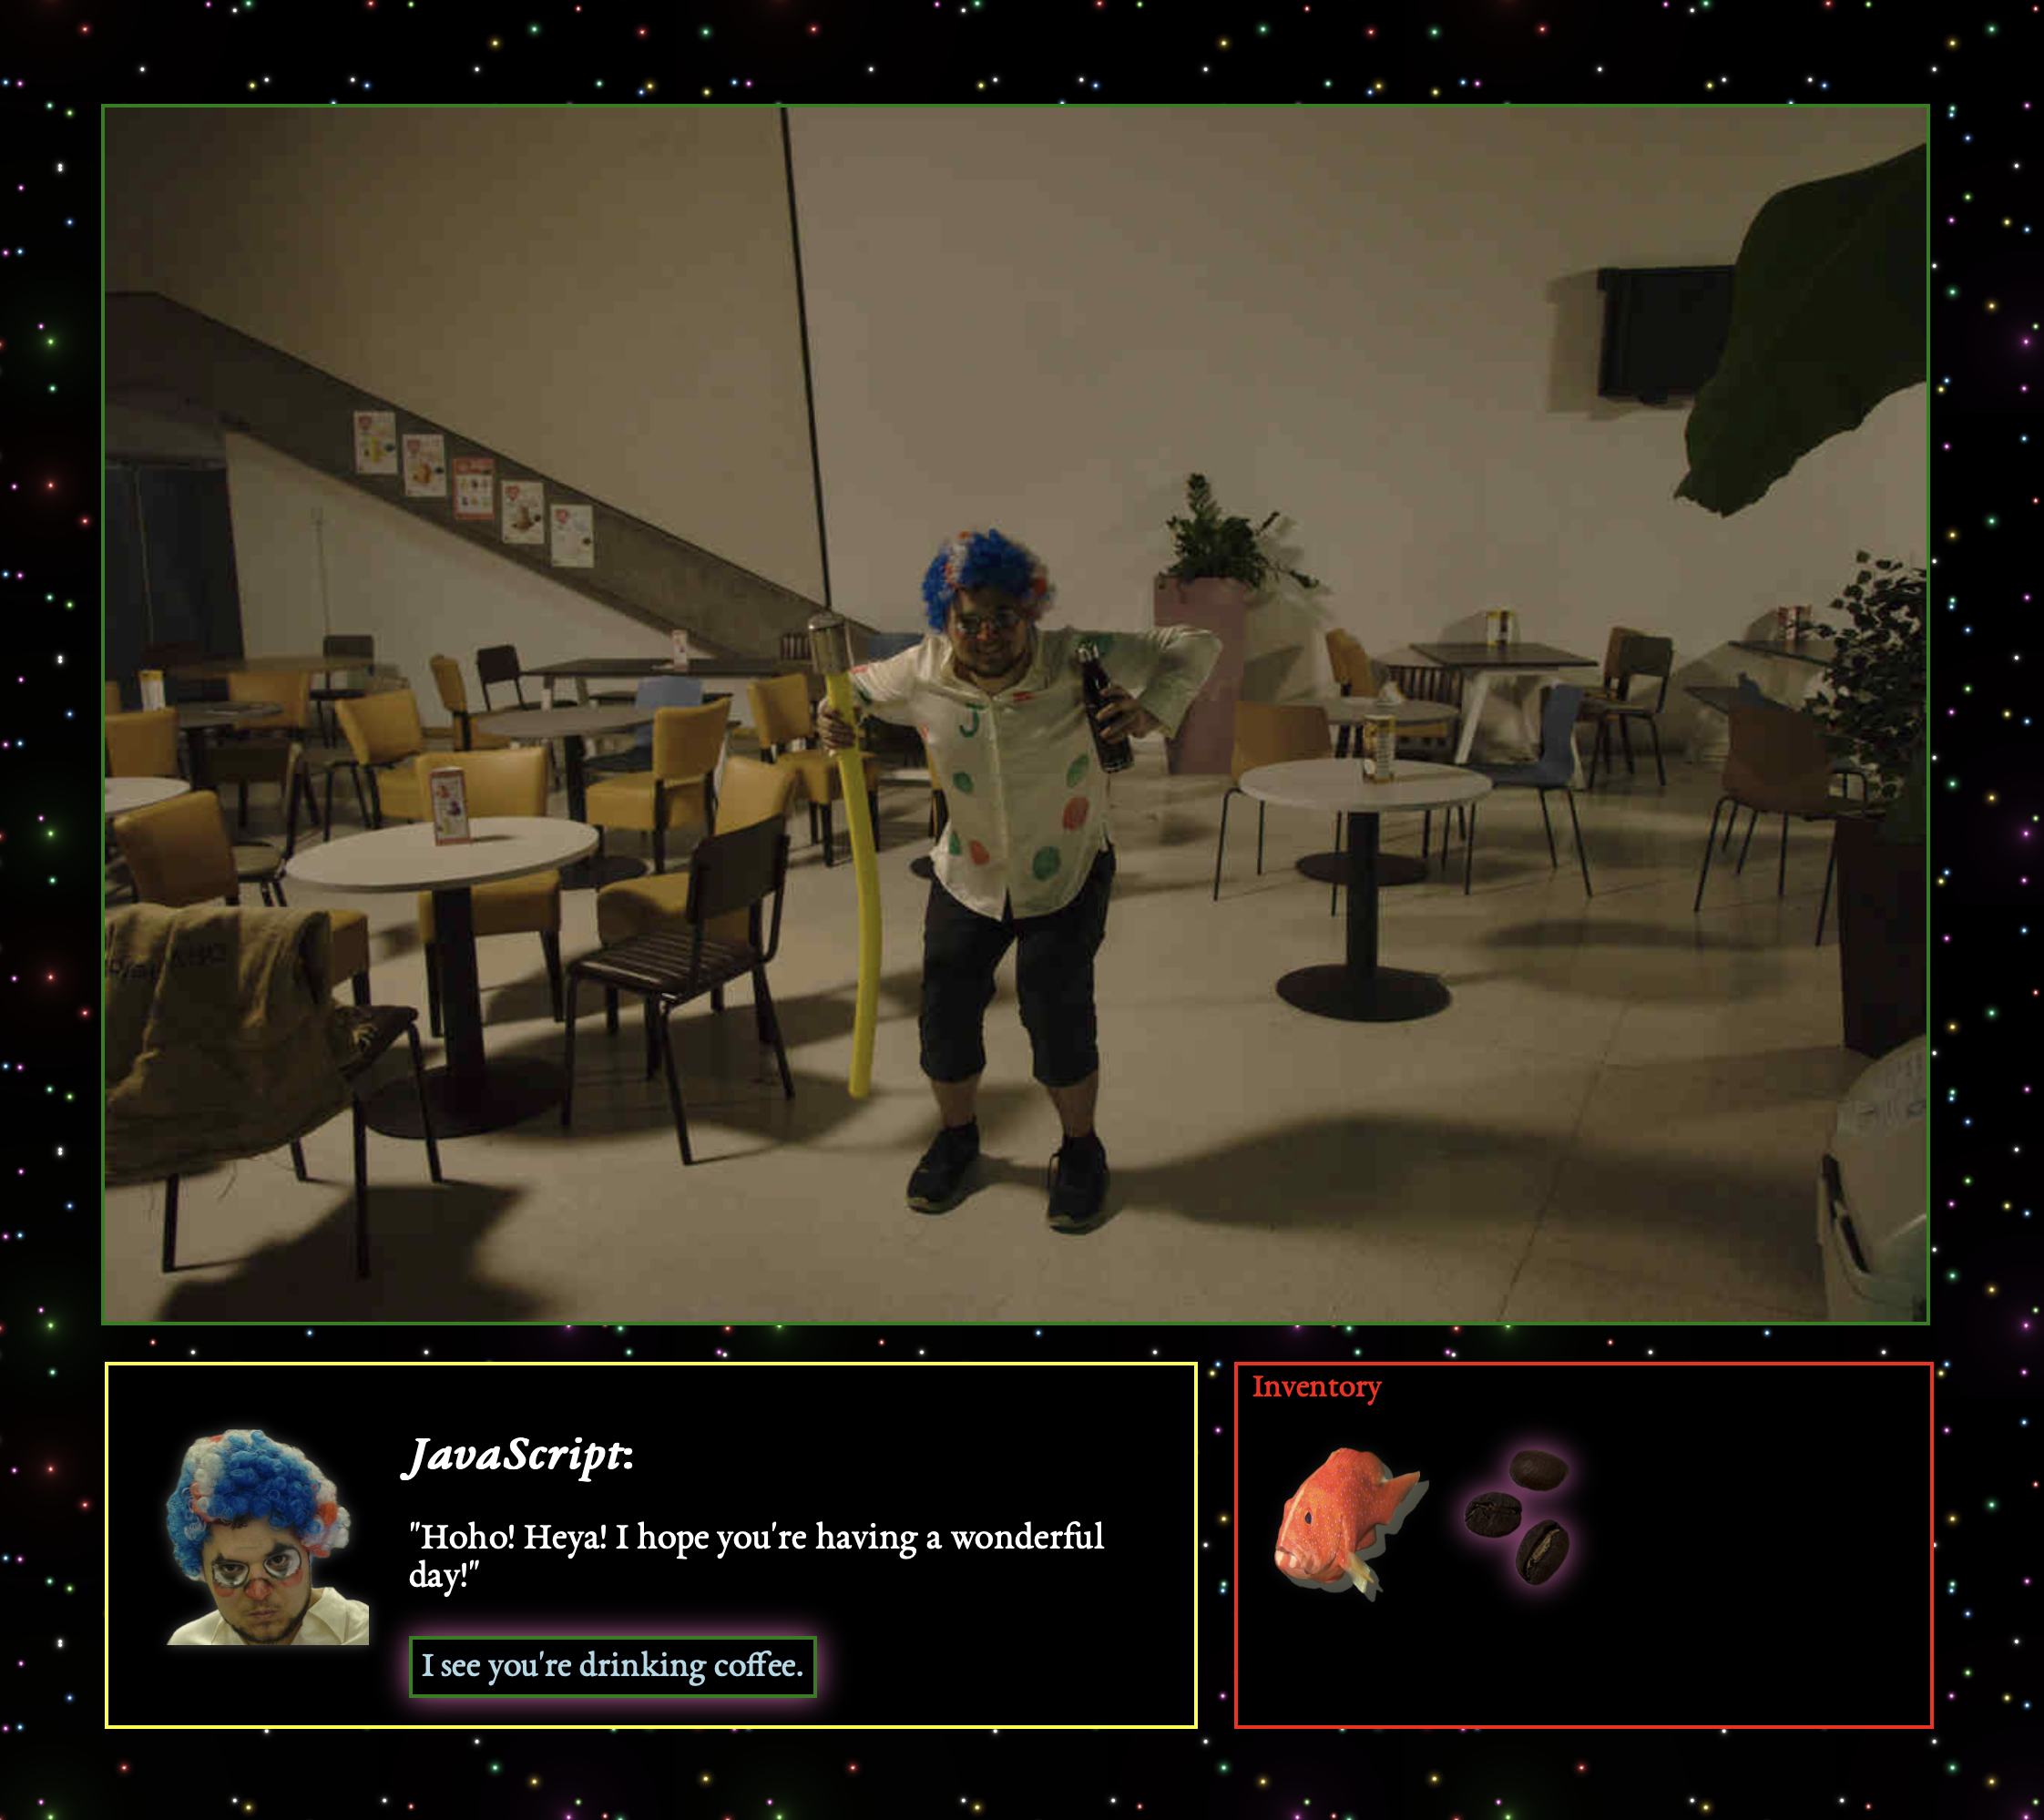 J
Inventory
JavaScript:
"Hoho! Heya! I hope you're having a wonderful
day!"
I see you're drinking coffee.